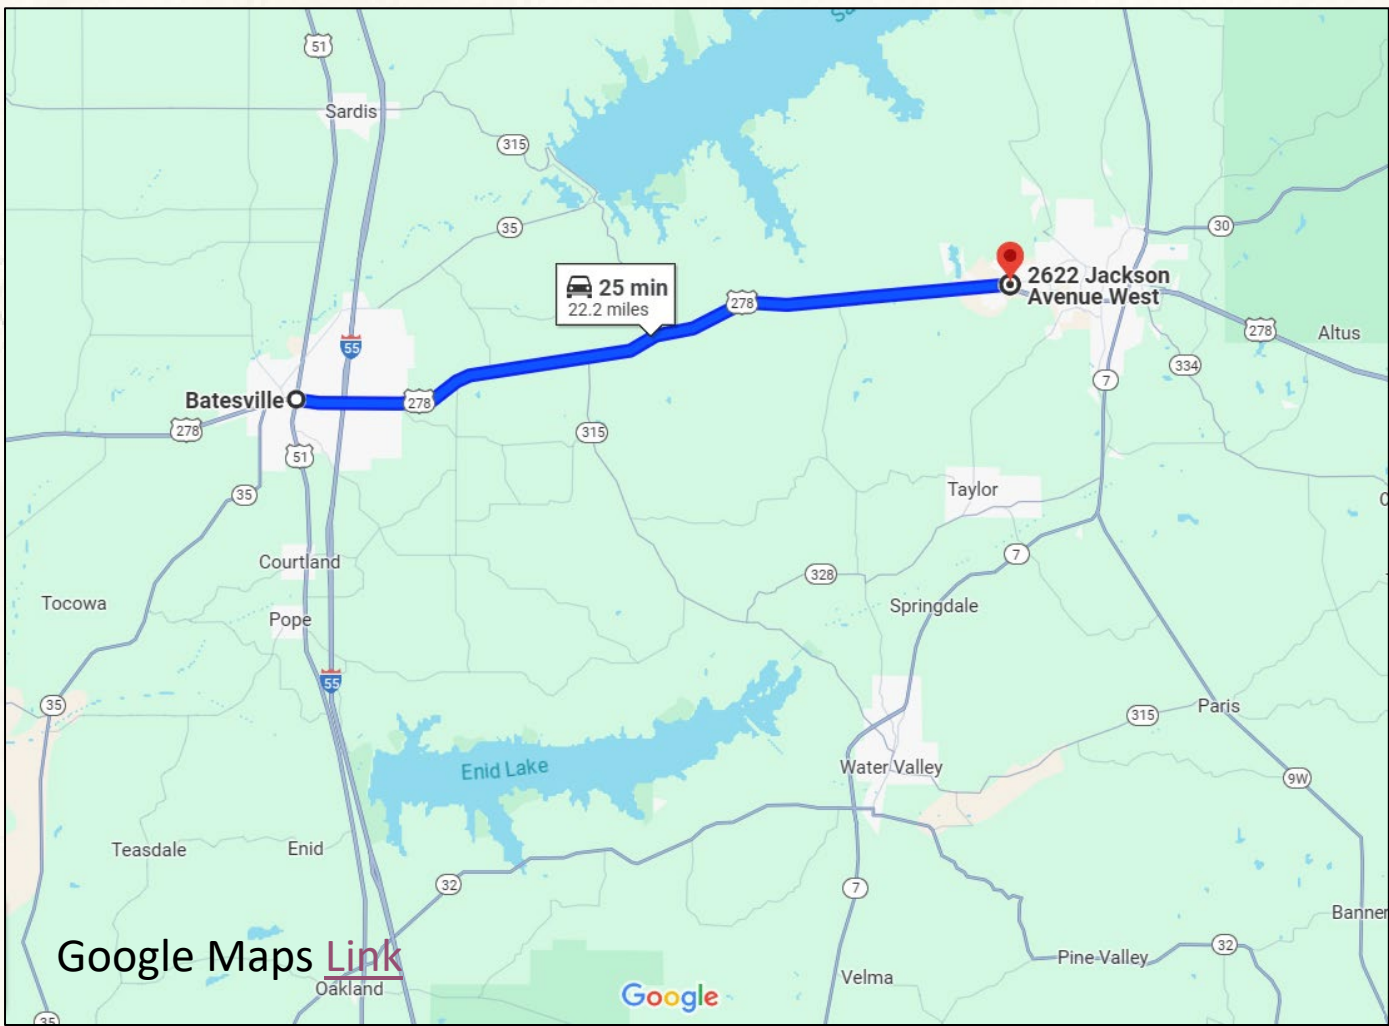 Sa
51
Sardis
315
35
30
2622 Jackson
Avenue West
25 min
22.2 miles
278
278
Altus
55
334
7
Batesville
278
278
315
51
35
Taylor
7
Courtland
328
Tocowa
Springdale
Pope
55
35
315
Paris
Enid Lake
Water Valley
9W
Teasdale
Enid
32
7
Banner
32
Google Maps Link
Pine Valley
Velma
Oakland
Google
35